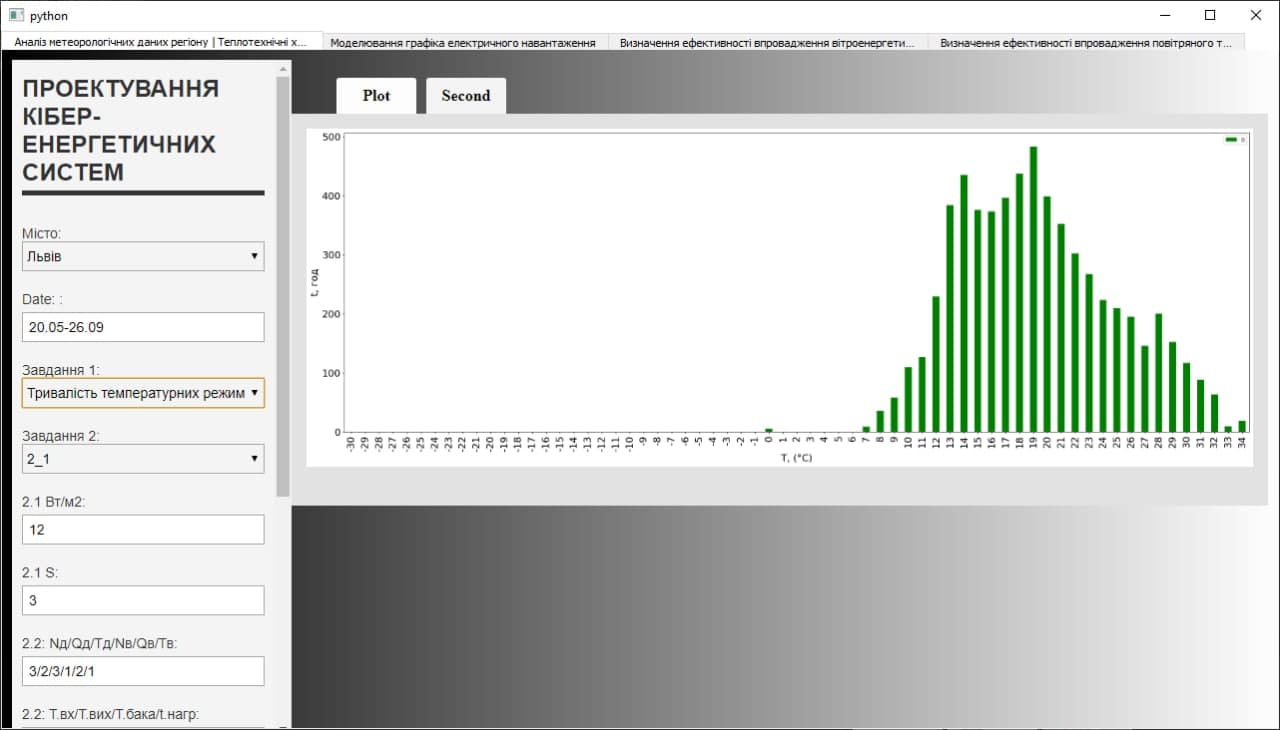 python
Аналіз метеорологічних даних регіону | Теплотехнічні х...
Моделювання графіка електричного навантаження
Визначення ефективності впровадження вітроенергети...
Визначення ефективності впровадження повітряного т...
ПРОЕКТУВАННЯ
КІБЕР-
ЕНЕРГЕТИЧНИХ
СИСТЕМ
Місто:
Львів
Date: :
20.05-26.09
Завдання 1:
Тривалість температурних режим
Завдання 2:
2_1
2.1 Вт/м2:
12
2.1 S:
3
2.2: Nд/Qд/Tд/Nв/Qв/Tв:
3/2/3/1/2/1
2.2: Т.вх/Т.вих/Т.бака/t.нагр:
Plot
Second
500
400
300
200
100
0
t, год
-30 -29 -28 -27 -26 -25 -24 -23 -22 -21 -20 -19 -18 -17 -16 -15 -14 -13 -12 -11 -10 -9 -8 -7 -6 -5 -4 -3 -2 -1 0 1 2 3 4 5 6 7 8 9 10 11 12 13 14 15 16 17 18 19 20 21 22 23 24 25 26 27 28 29 30 31 32 33 34
T, (°C)